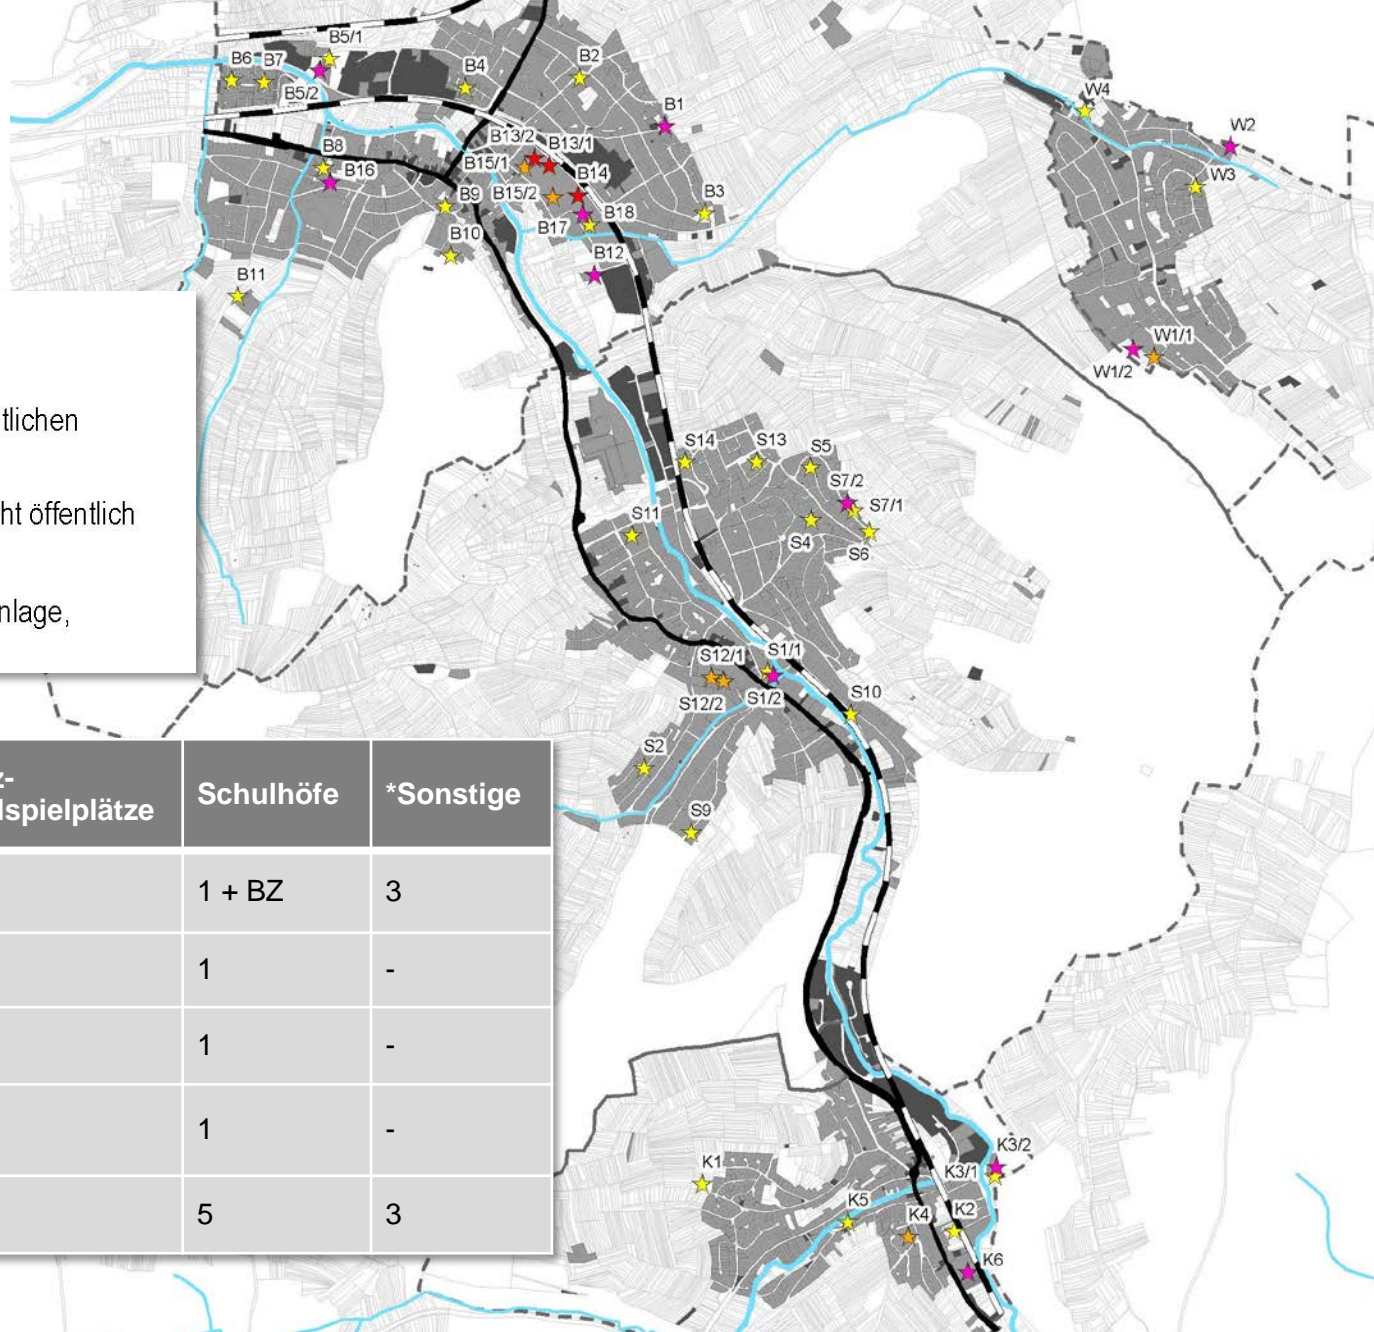 B5/1
B6
B7
B5/2
B4
B2
B1
B13/2
B13/1
B15/1
B14
B8
B16
B9
B15/2
B3
B17
B18
B10
B12
B11
W4
W2
W3
W1/1
W1/2
tlichen
ht öffentlich
nlage,
S14
S13
S5
S7/2
S7/1
S11
S4
S6
S12/1
S1/1
S12/2
S1/2
S10
S2
S9
z-
lspielplätze
Schulhöfe
*Sonstige
1 + BZ
3
1
-
1
-
1
-
5
3
K3/2
K1
K3/1
K5
K4
K2
K6